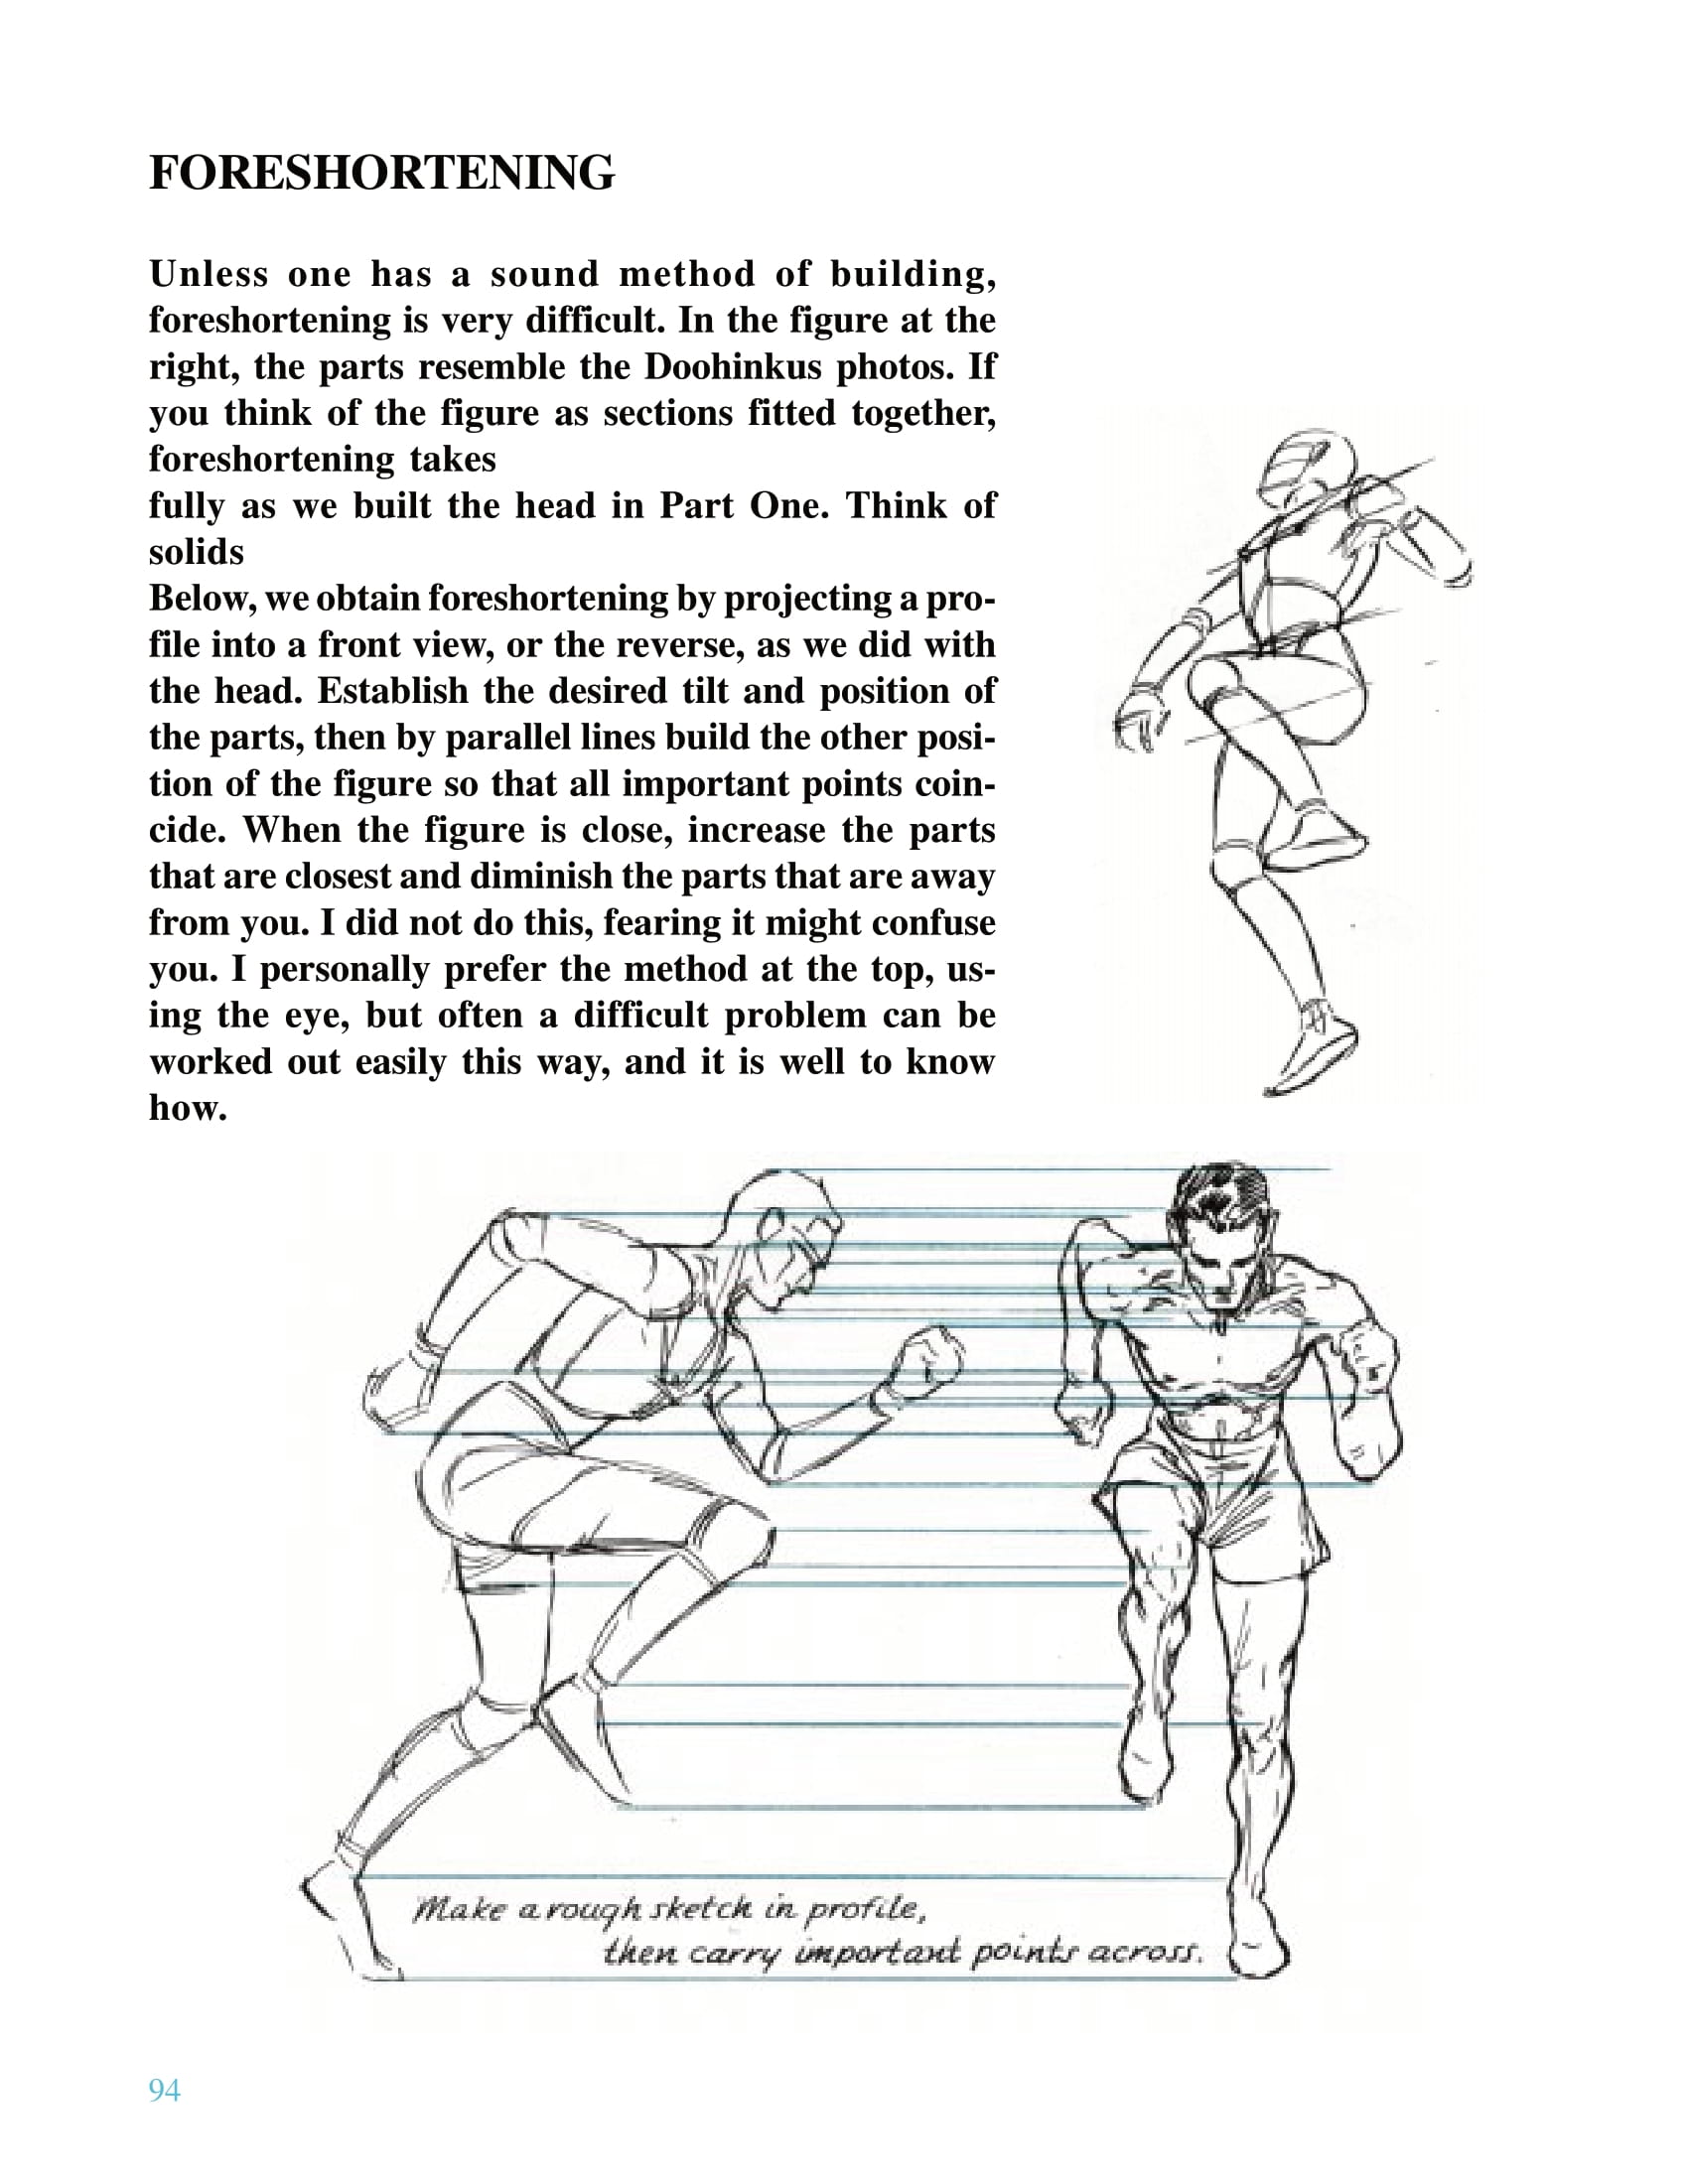 FORESHORTENING
Unless one has a sound method of building,
foreshortening is very difficult. In the figure at the
right, the parts resemble the Doohinkus photos. If
you think of the figure as sections fitted together,
foreshortening takes
fully as we built the head in Part One. Think of
solids
Below, we obtain foreshortening by projecting a pro-
file into a front view, or the reverse, as we did with
the head. Establish the desired tilt and position of
the parts, then by parallel lines build the other posi-
tion of the figure so that all important points coin-
cide. When the figure is close, increase the parts
that are closest and diminish the parts that are away
from you. I did not do this, fearing it might confuse
you. I personally prefer the method at the top, us-
ing the eye, but often a difficult problem can be
worked out easily this way, and it is well to know
how.
Make a rough sketch in profile,
then carry important points across.
94